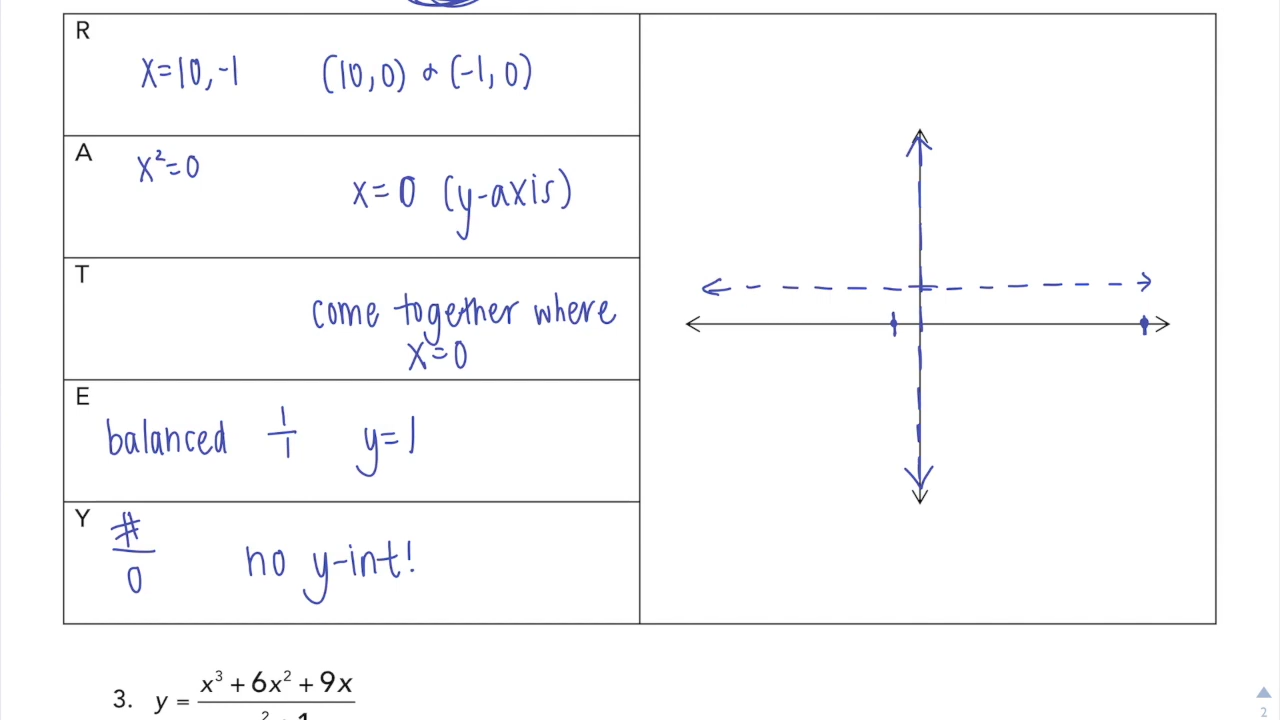 R
x=10,-1 (10,0) & (-1,0)
A
x²=0
x=0 (y-axis)
T
come together where
x=0
E
balanced 1/1 y=1
Y
#/0 no y-int!
3. y = x³ + 6x² + 9x
2